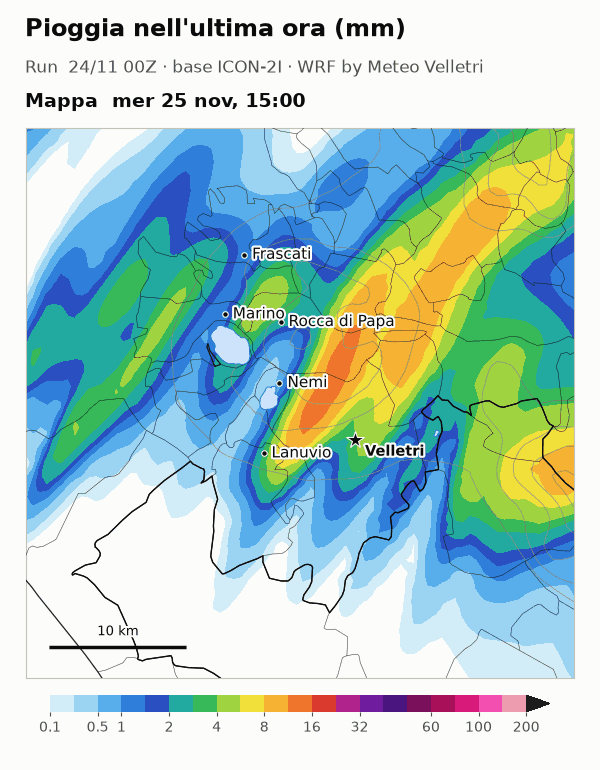 Pioggia nell'ultima ora (mm)
Run  24/11 00Z · base ICON-2I · WRF by Meteo Velletri
Mappa  mer 25 nov, 15:00
Frascati
Marino
Rocca di Papa
Nemi
Velletri
Lanuvio
10 km
0.1 0.5 1 2 4 8 16 32 60 100 200